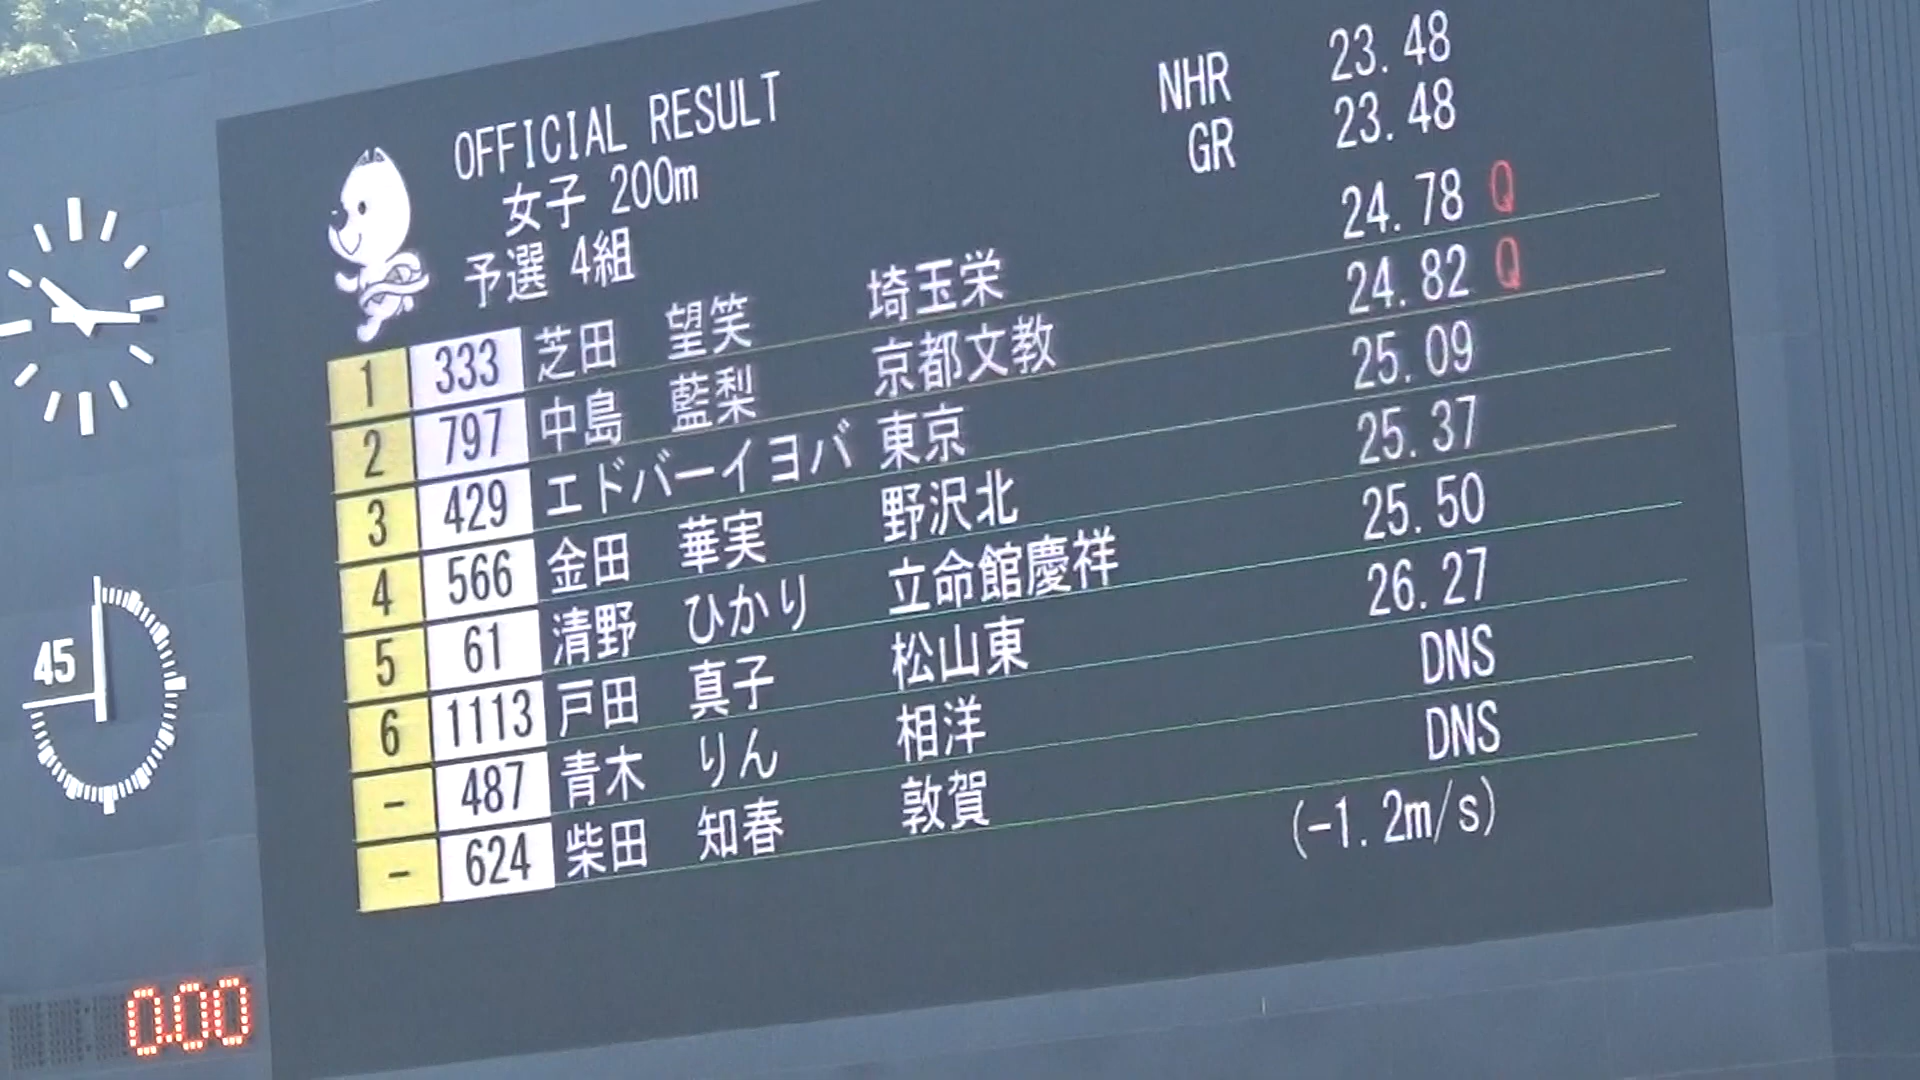 OFFICIAL RESULT
女子 200m
予選 4組
NHR 23.48
GR 23.48
1 333 芝田 望笑 埼玉栄 24.78 Q
2 797 中島 藍梨 京都文教 24.82 Q
3 429 エドバーイヨバ 東京 25.09
4 566 金田 華実 野沢北 25.37
5 61 清野 ひかり 立命館慶祥 25.50
6 1113 戸田 真子 松山東 26.27
- 487 青木 りん 相洋 DNS
- 624 柴田 知春 敦賀 DNS
(-1.2m/s)
45
0.00